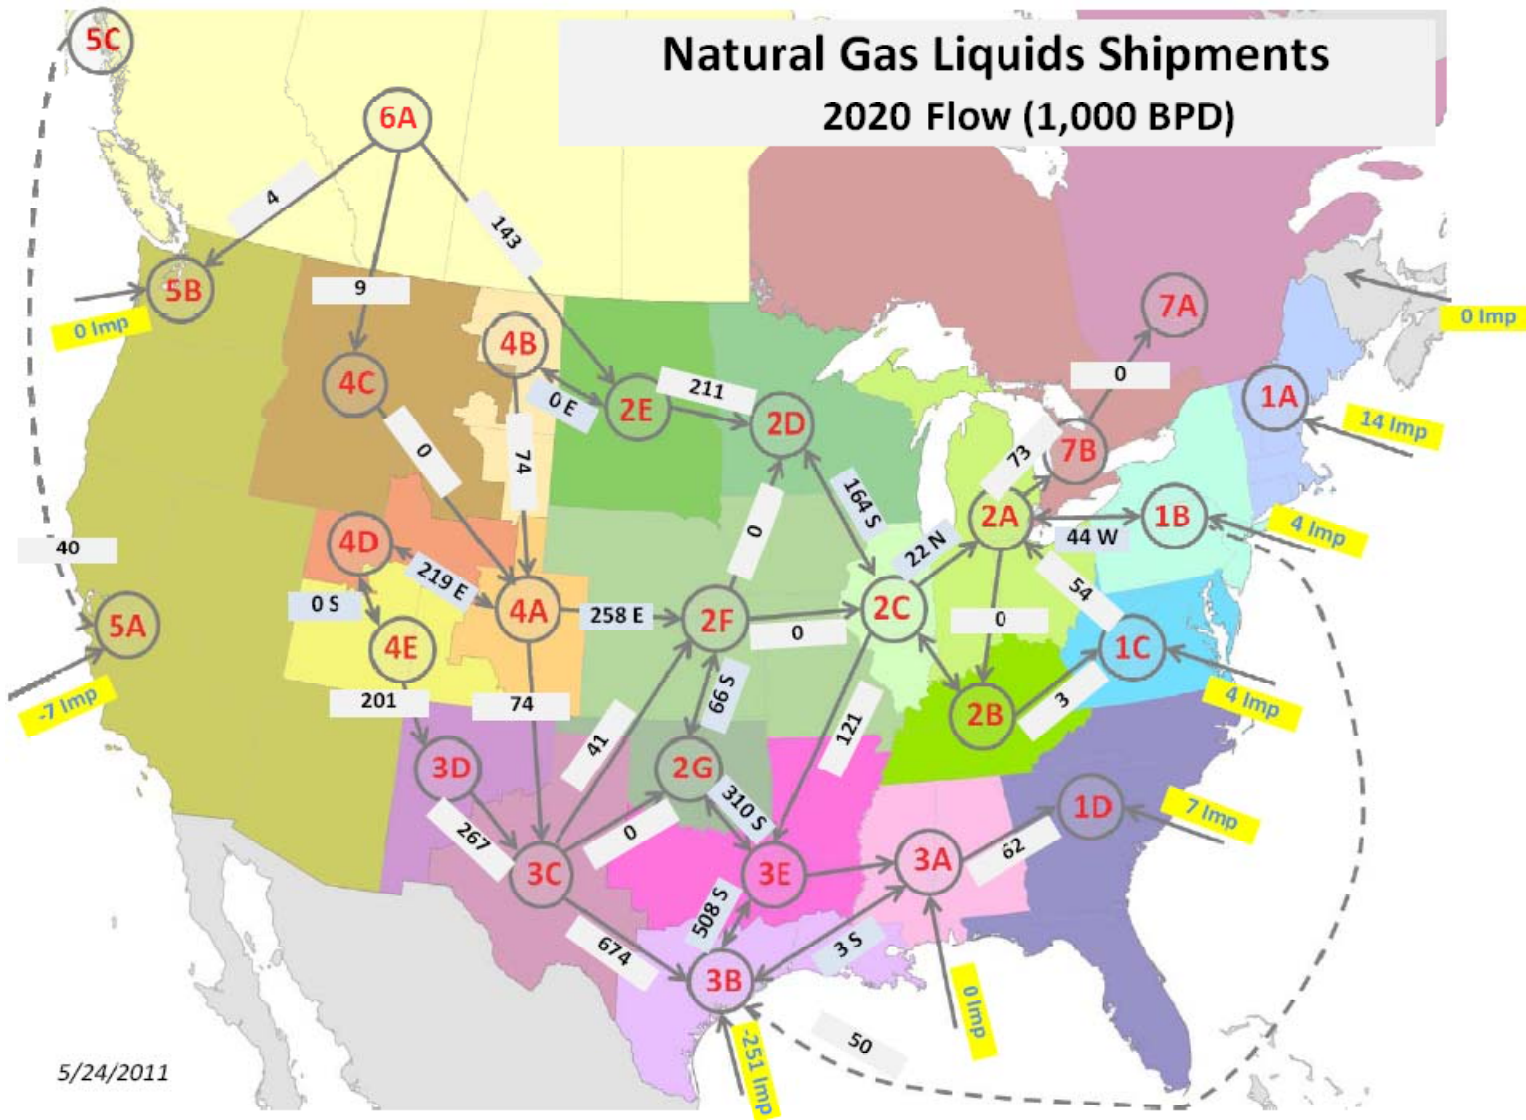 Natural Gas Liquids Shipments
2020 Flow (1,000 BPD)
5C
6A
4
143
5B
9
0 Imp
7A
0 Imp
4B
4C
0 E
2E
211
2D
0
1A
14 Imp
0
74
73
7B
164 S
2A
1B
4 Imp
40
4D
219 E
0
22 N
44 W
54
0 S
4A
258 E
2F
0
2C
0
5A
4E
1C
-7 Imp
201
74
66 S
2B
3
4 Imp
41
121
3D
2G
310 S
1D
7 Imp
267
0
3C
3E
3A
62
674
508 S
3 S
3B
0 Imp
-251 Imp
50
5/24/2011